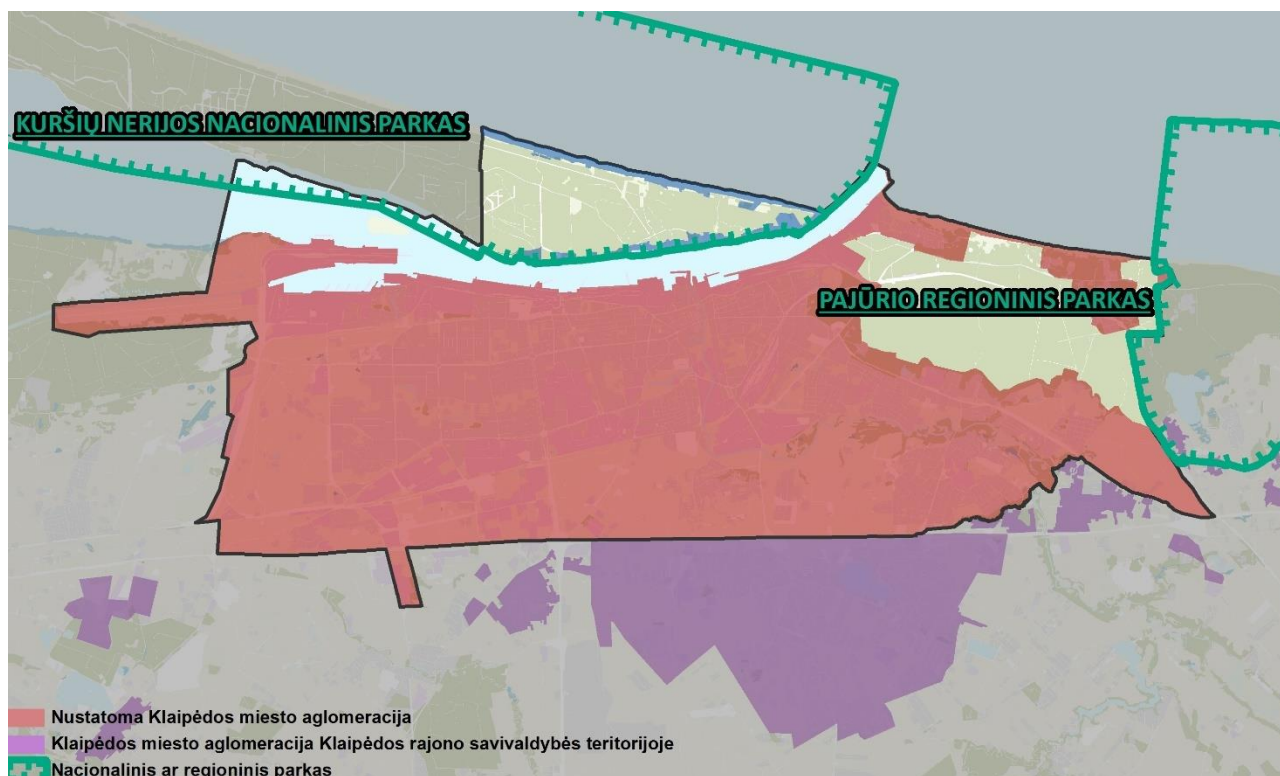 KURŠIŲ NERIJOS NACIONALINIS PARKAS
PAJŪRIO REGIONINIS PARKAS
Nustatoma Klaipėdos miesto aglomeracija
Klaipėdos miesto aglomeracija Klaipėdos rajono savivaldybės teritorijoje
Nacionalinis ar regioninis parkas